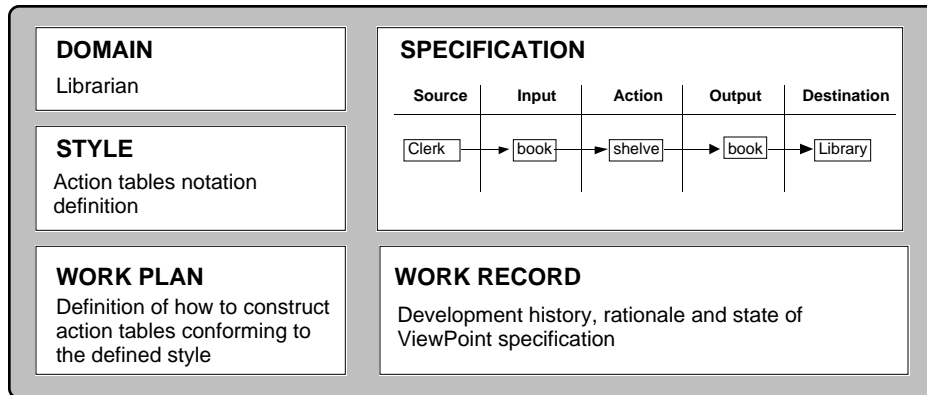 DOMAIN
Librarian
STYLE
Action tables notation
definition
WORK PLAN
Definition of how to construct
action tables conforming to
the defined style
SPECIFICATION
Source Input Action Output Destination
Clerk book shelve book Library
WORK RECORD
Development history, rationale and state of
ViewPoint specification